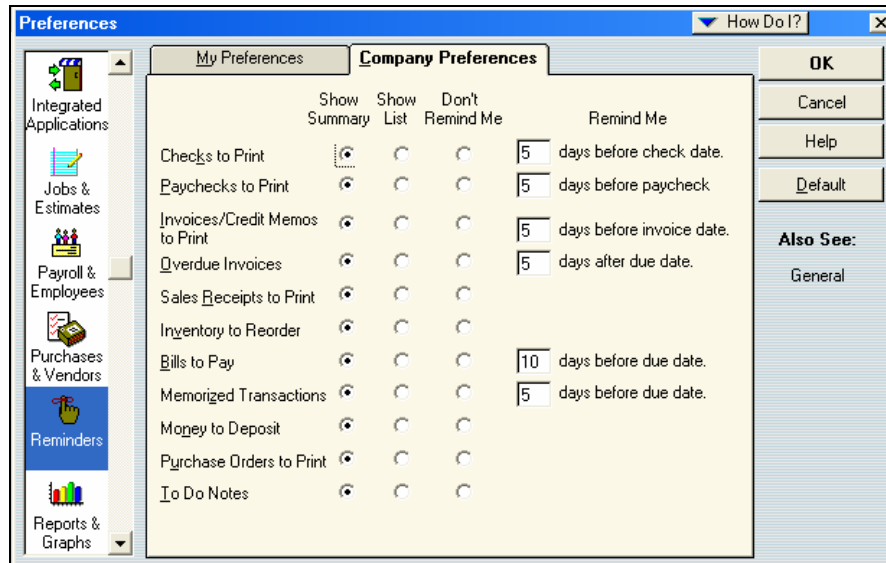 Preferences
How Do I?
My Preferences
Company Preferences
Integrated
Applications
Jobs &
Estimates
Payroll &
Employees
Purchases
& Vendors
Reminders
Reports &
Graphs
Show
Summary
Show
List
Don't
Remind Me
Remind Me
Checks to Print
5 days before check date.
Paychecks to Print
5 days before paycheck
Invoices/Credit Memos
to Print
5 days before invoice date.
Overdue Invoices
5 days after due date.
Sales Receipts to Print
Inventory to Reorder
Bills to Pay
10 days before due date.
Memorized Transactions
5 days before due date.
Money to Deposit
Purchase Orders to Print
To Do Notes
OK
Cancel
Help
Default
Also See:
General